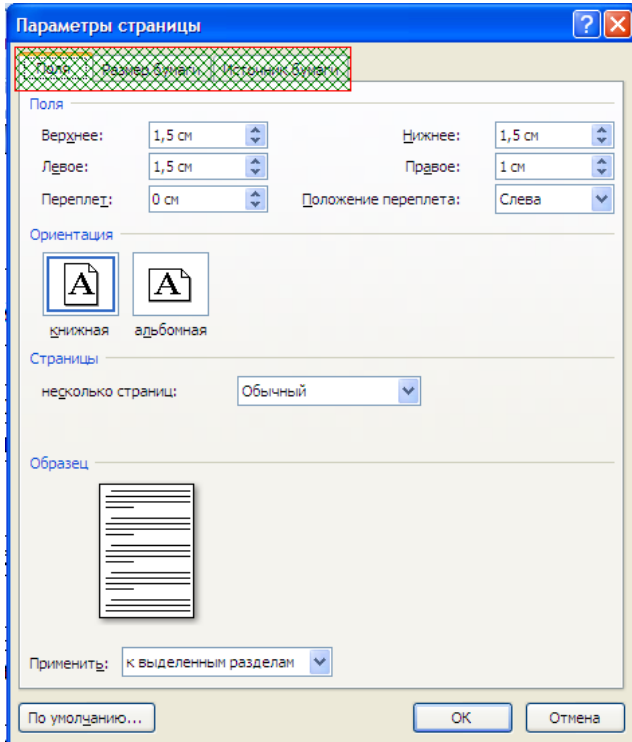 Параметры страницы
Поля Размер бумаги Источник бумаги
Поля
Верхнее: 1,5 см Нижнее: 1,5 см
Левое: 1,5 см Правое: 1 см
Переплет: 0 см Положение переплета: Слева
Ориентация
A A
книжная альбомная
Страницы
несколько страниц: Обычный
Образец
Применить: к выделенным разделам
По умолчанию... ОК Отмена